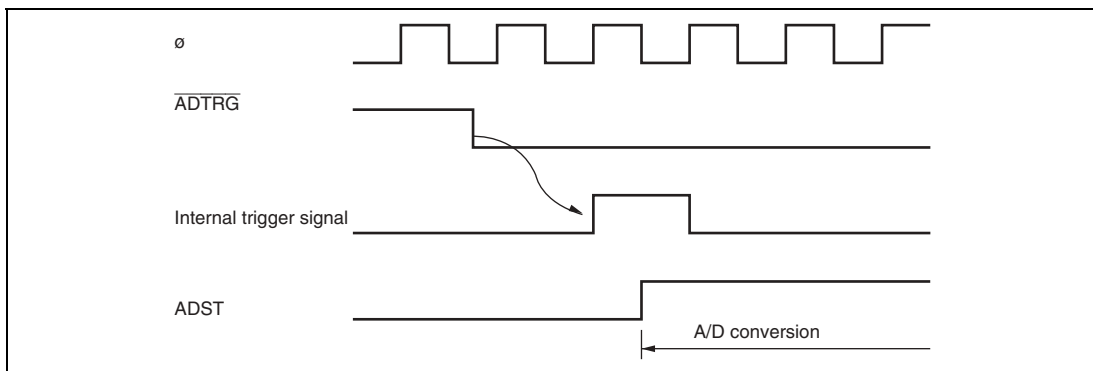 ø
ADTRG
Internal trigger signal
ADST
A/D conversion